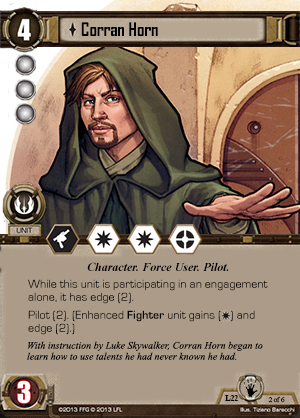 4
Corran Horn
UNIT
Character. Force User. Pilot.
While this unit is participating in an engagement
alone, it has edge (2).
Pilot (2). [Enhanced Fighter unit gains (✷) and
edge (2).]
With instruction by Luke Skywalker, Corran Horn began to
learn how to use talents he had never known he had.
3
L22
2 of 6
©2013 FFG ©2013 LFL
Illus. Tiziano Baracchi